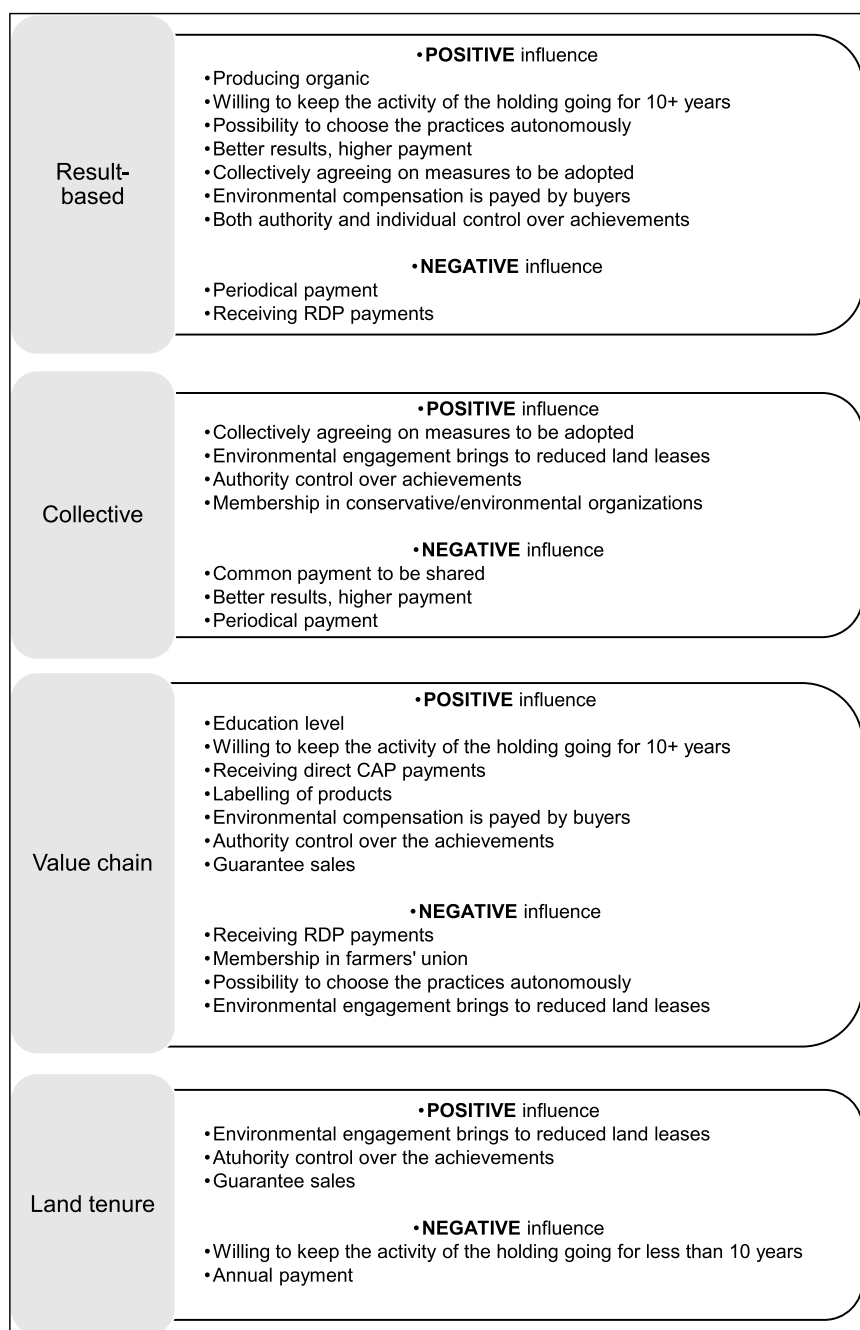 Result-
based
•POSITIVE influence
•Producing organic
•Willing to keep the activity of the holding going for 10+ years
•Possibility to choose the practices autonomously
•Better results, higher payment
•Collectively agreeing on measures to be adopted
•Environmental compensation is payed by buyers
•Both authority and individual control over achievements
•NEGATIVE influence
•Periodical payment
•Receiving RDP payments
Collective
•POSITIVE influence
•Collectively agreeing on measures to be adopted
•Environmental engagement brings to reduced land leases
•Authority control over achievements
•Membership in conservative/environmental organizations
•NEGATIVE influence
•Common payment to be shared
•Better results, higher payment
•Periodical payment
Value chain
•POSITIVE influence
•Education level
•Willing to keep the activity of the holding going for 10+ years
•Receiving direct CAP payments
•Labelling of products
•Environmental compensation is payed by buyers
•Authority control over the achievements
•Guarantee sales
•NEGATIVE influence
•Receiving RDP payments
•Membership in farmers' union
•Possibility to choose the practices autonomously
•Environmental engagement brings to reduced land leases
Land tenure
•POSITIVE influence
•Environmental engagement brings to reduced land leases
•Atuhority control over the achievements
•Guarantee sales
•NEGATIVE influence
•Willing to keep the activity of the holding going for less than 10 years
•Annual payment